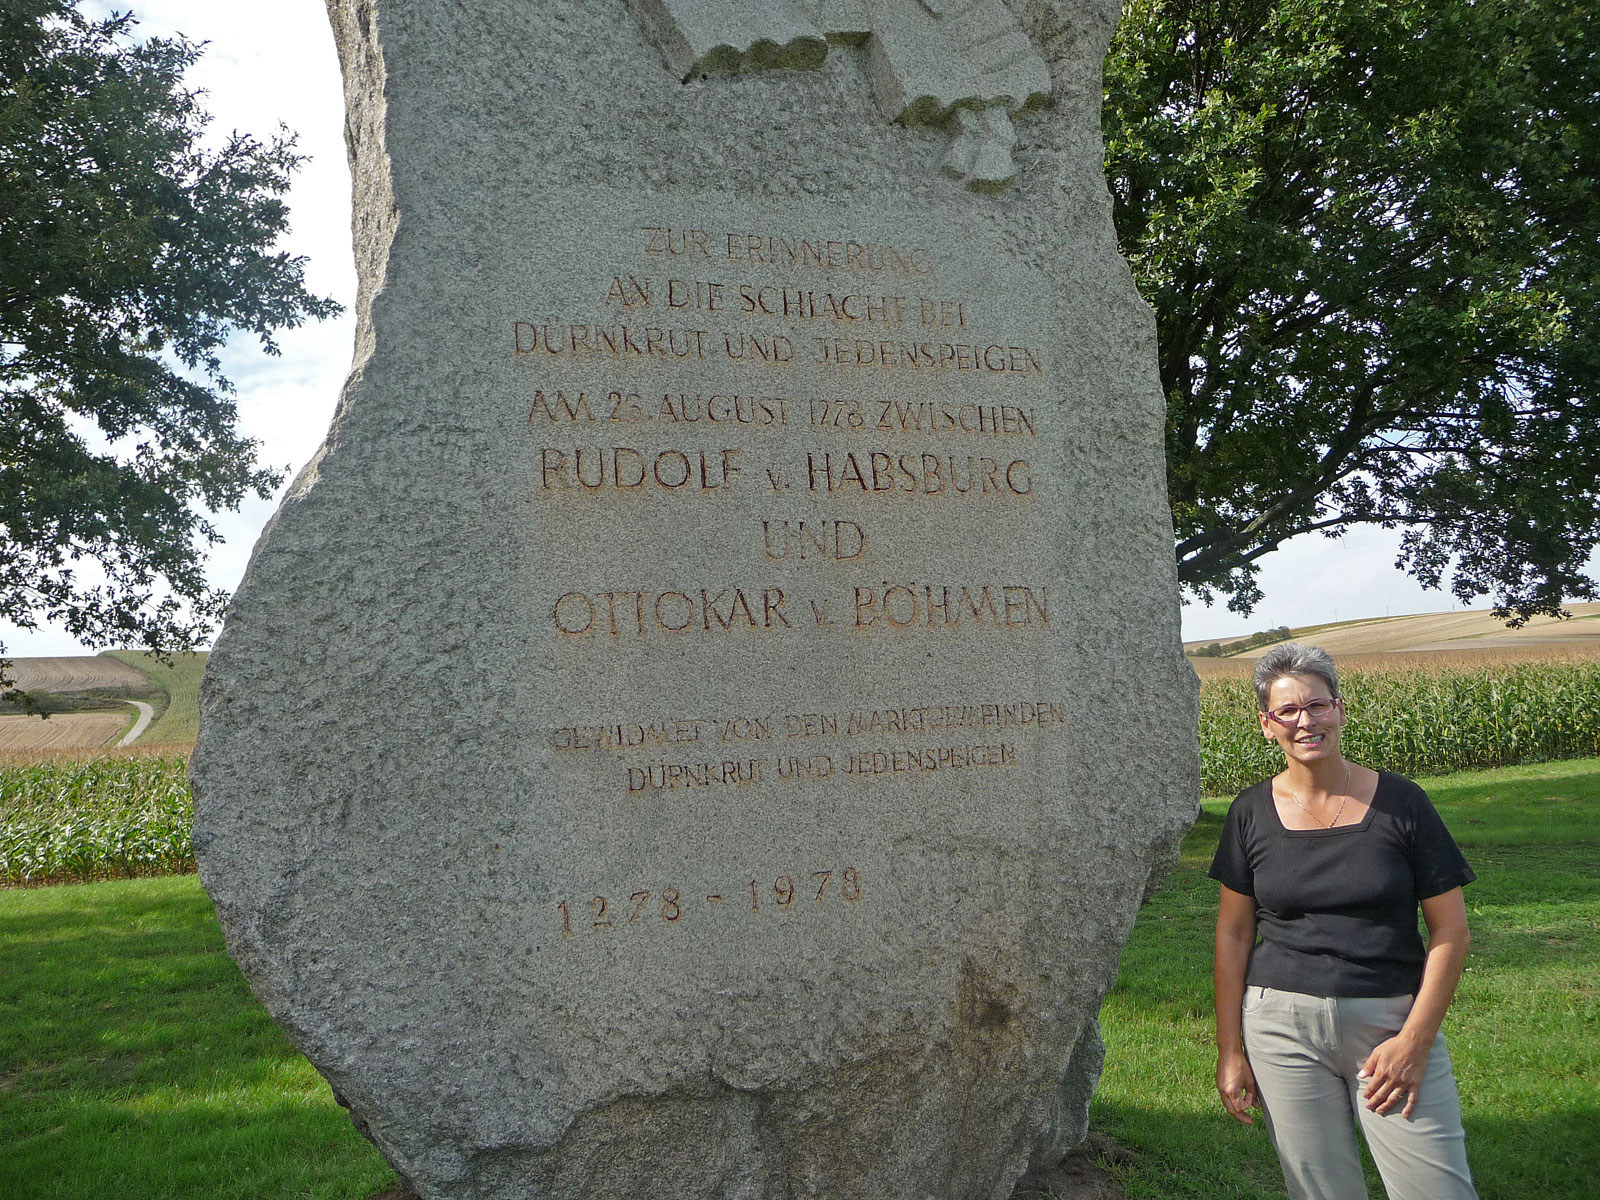 ZUR ERINNERUNG
AN DIE SCHLACHT BEI
DÜRNKRUT UND JEDENSPEIGEN
AM 26. AUGUST 1278 ZWISCHEN
RUDOLF v. HABSBURG
UND
OTTOKAR v. BÖHMEN
GEWIDMET VON DEN MARKTGEMEINDEN
DÜRNKRUT UND JEDENSPEIGEN
1278 - 1978